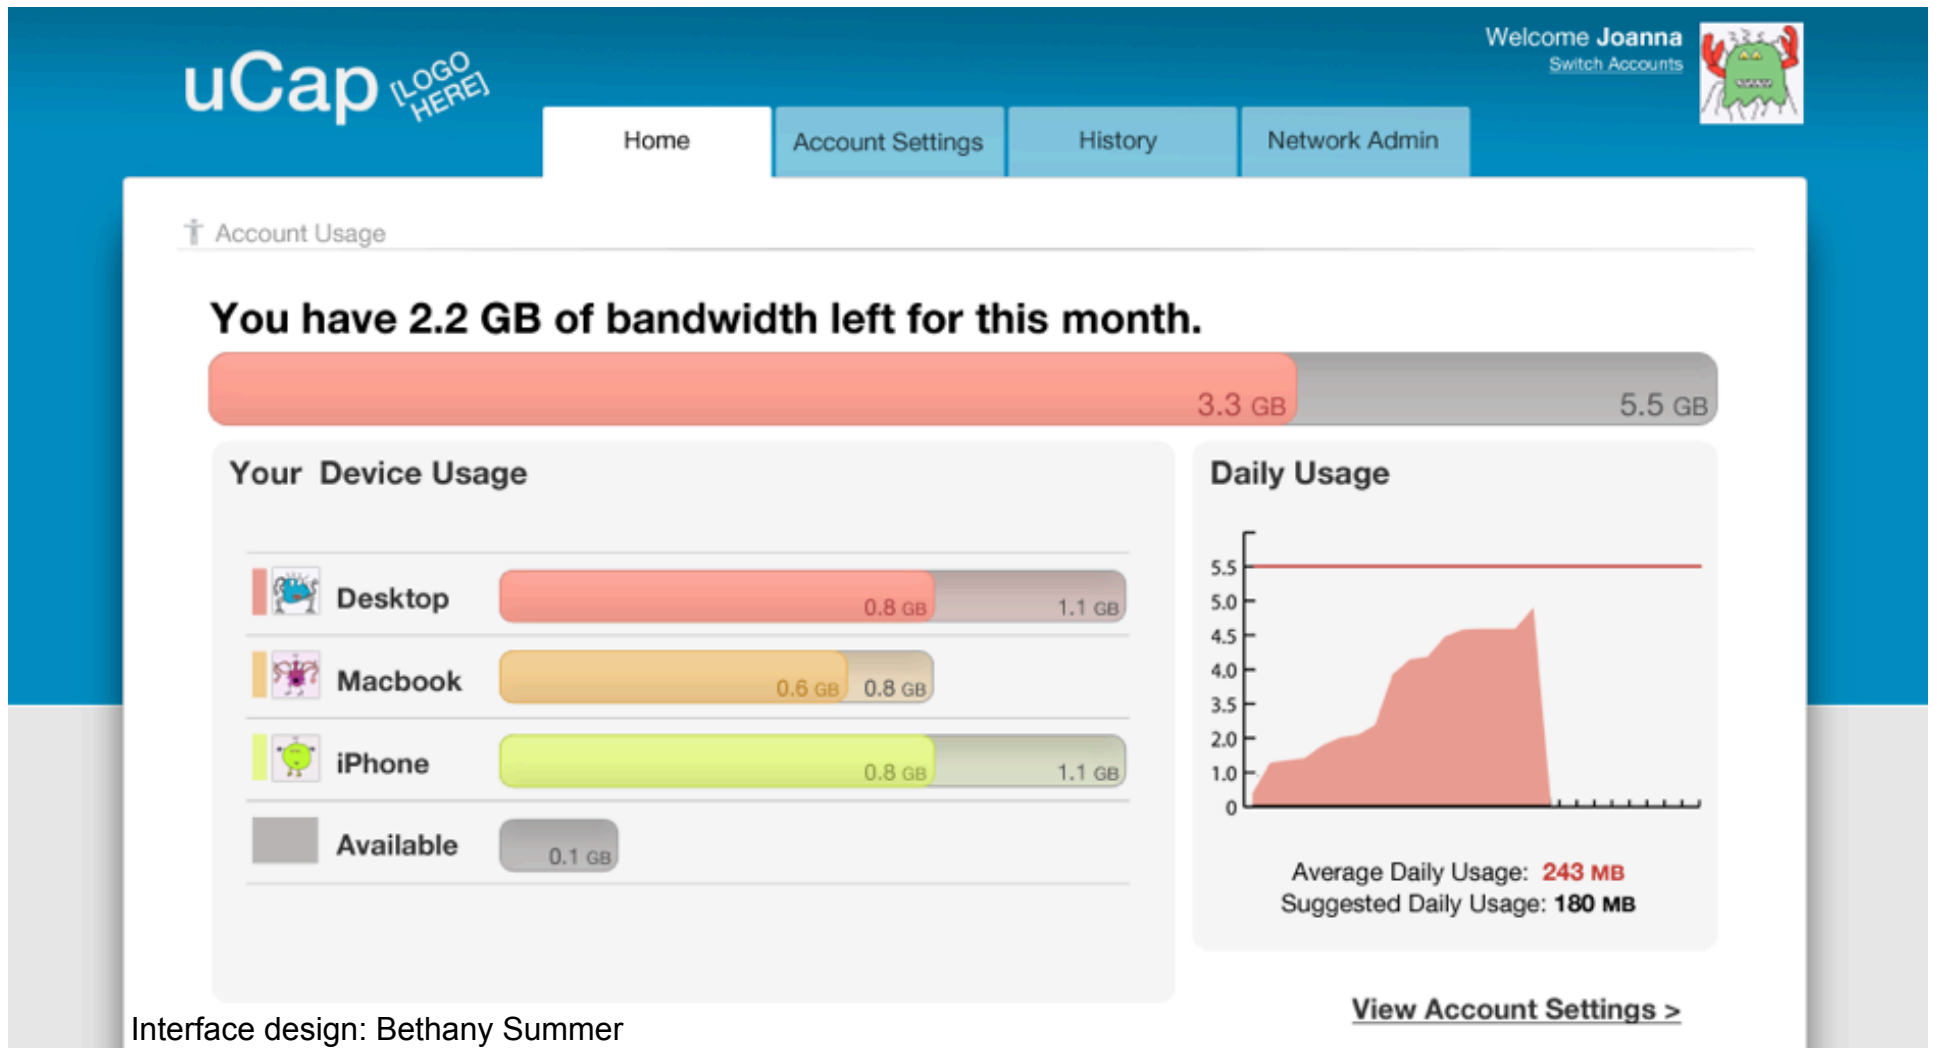 uCap [LOGO HERE]
Welcome Joanna
Switch Accounts
Home
Account Settings
History
Network Admin
Account Usage
You have 2.2 GB of bandwidth left for this month.
3.3 GB
5.5 GB
Your Device Usage
Desktop
0.8 GB
1.1 GB
Macbook
0.6 GB
0.8 GB
iPhone
0.8 GB
1.1 GB
Available
0.1 GB
Daily Usage
5.5
5.0
4.5
4.0
3.5
2.0
1.0
0
Average Daily Usage: 243 MB
Suggested Daily Usage: 180 MB
View Account Settings >
Interface design: Bethany Summer